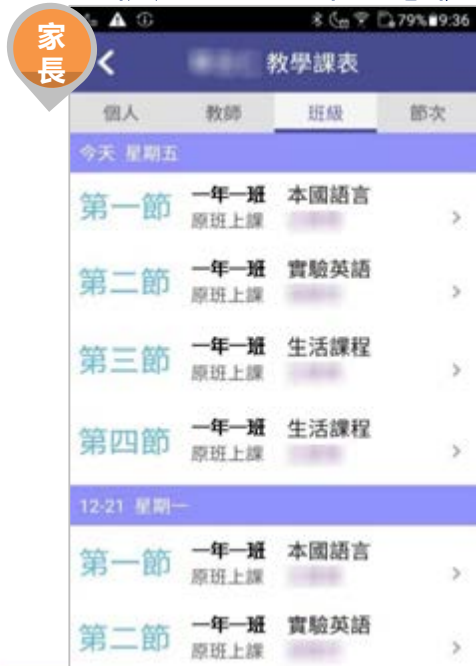 家長
79% 9:36
教學課表
個人 教師 班級 節次
今天 星期五
第一節 一年一班 本國語言
原班上課
第二節 一年一班 實驗英語
原班上課
第三節 一年一班 生活課程
原班上課
第四節 一年一班 生活課程
原班上課
12-21 星期一
第一節 一年一班 本國語言
原班上課
第二節 一年一班 實驗英語
原班上課